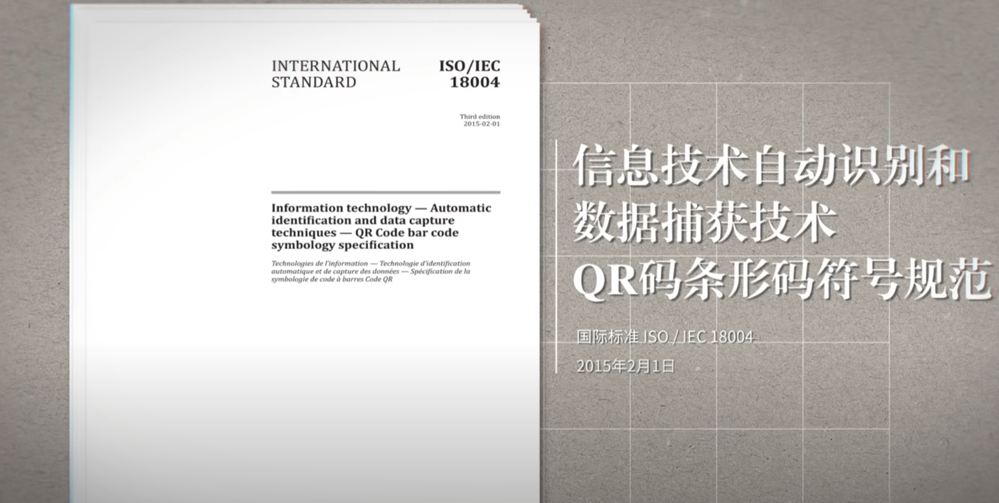 INTERNATIONAL
STANDARD
ISO/IEC
18004
Third edition
2015-02-01
Information technology — Automatic
identification and data capture
techniques — QR Code bar code
symbology specification
Technologies de l'information — Technologie d'identification
automatique et de capture des données — Spécification de la
symbologie de code à barres Code QR
信息技术自动识别和
数据捕获技术
QR码条形码符号规范
国际标准 ISO / IEC 18004
2015年2月1日